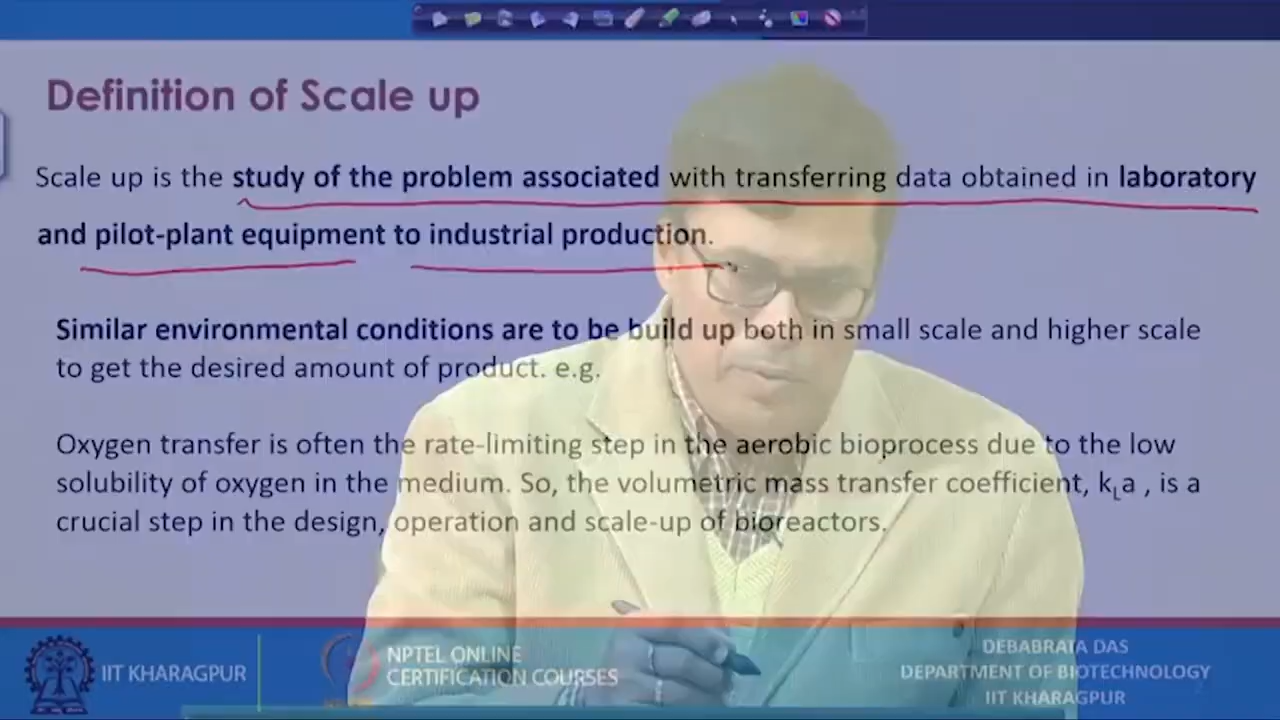 Definition of Scale up
Scale up is the study of the problem associated with transferring data obtained in laboratory
and pilot-plant equipment to industrial production.
Similar environmental conditions are to be build up both in small scale and higher scale
to get the desired amount of product. e.g.
Oxygen transfer is often the rate-limiting step in the aerobic bioprocess due to the low
solubility of oxygen in the medium. So, the volumetric mass transfer coefficient, kLa , is a
crucial step in the design, operation and scale-up of bioreactors.
IIT KHARAGPUR
NPTEL ONLINE
CERTIFICATION COURSES
DEBABRATA DAS
DEPARTMENT OF BIOTECHNOLOGY
IIT KHARAGPUR